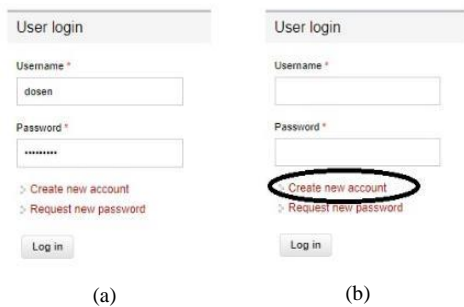 User login
Username *
dosen
Password *
•••••••••
Create new account
Request new password
Log in
(a)
User login
Username *
Password *
Create new account
Request new password
Log in
(b)